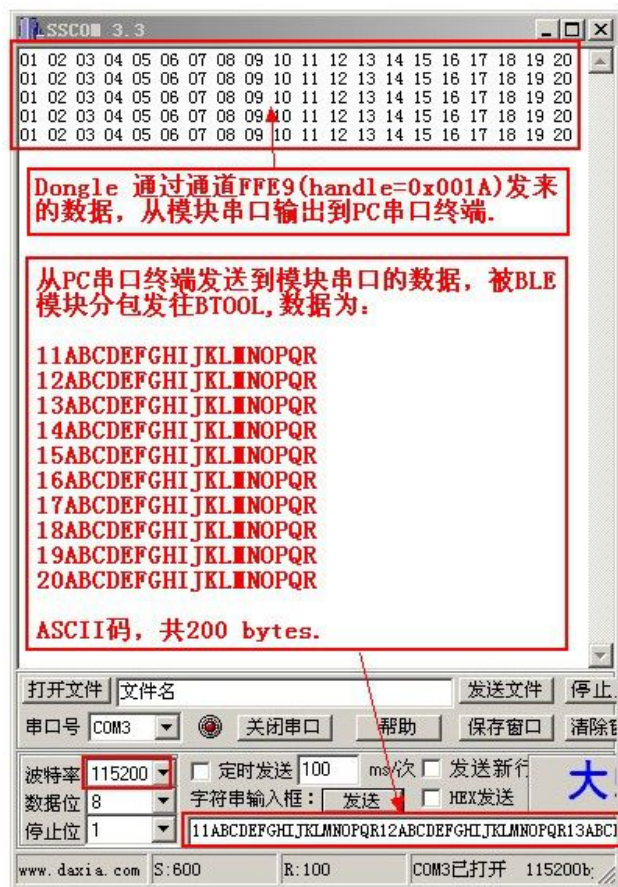 SSCOM 3.3
01 02 03 04 05 06 07 08 09 10 11 12 13 14 15 16 17 18 19 20
01 02 03 04 05 06 07 08 09 10 11 12 13 14 15 16 17 18 19 20
01 02 03 04 05 06 07 08 09 10 11 12 13 14 15 16 17 18 19 20
01 02 03 04 05 06 07 08 09 10 11 12 13 14 15 16 17 18 19 20
01 02 03 04 05 06 07 08 09 10 11 12 13 14 15 16 17 18 19 20
Dongle 通过通道FFE9(handle=0x001A)发来
的数据，从模块串口输出到PC串口终端.
从PC串口终端发送到模块串口的数据，被BLE
模块分包发往BTOOL,数据为：
11ABCDEFGHIJKLMNOPQR
12ABCDEFGHIJKLMNOPQR
13ABCDEFGHIJKLMNOPQR
14ABCDEFGHIJKLMNOPQR
15ABCDEFGHIJKLMNOPQR
16ABCDEFGHIJKLMNOPQR
17ABCDEFGHIJKLMNOPQR
18ABCDEFGHIJKLMNOPQR
19ABCDEFGHIJKLMNOPQR
20ABCDEFGHIJKLMNOPQR
ASCII码，共200 bytes.
打开文件 文件名 发送文件 停止
串口号 COM3 关闭串口 帮助 保存窗口 清除
波特率 115200 定时发送 100 ms/次 发送新行 大
数据位 8 字符串输入框： 发送 HEX发送
停止位 1 11ABCDEFGHIJKLMNOPQR12ABCDEFGHIJKLMNOPQR13ABC
www.daxia.com S:600 R:100 COM3已打开 115200b